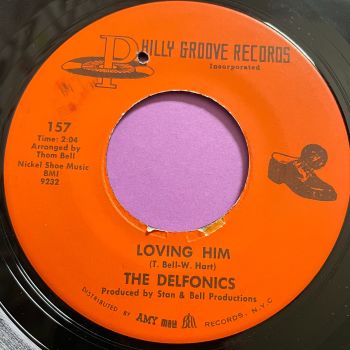 PHILLY GROOVE RECORDS
Incorporated
157
Time: 2:04
Arranged by
Thom Bell
Nickel Shoe Music
BMI
9232
LOVING HIM
(T. Bell-W. Hart)
THE DELFONICS
Produced by Stan & Bell Productions
DISTRIBUTED BY AMY mala Bell RECORDS, N.Y.C.